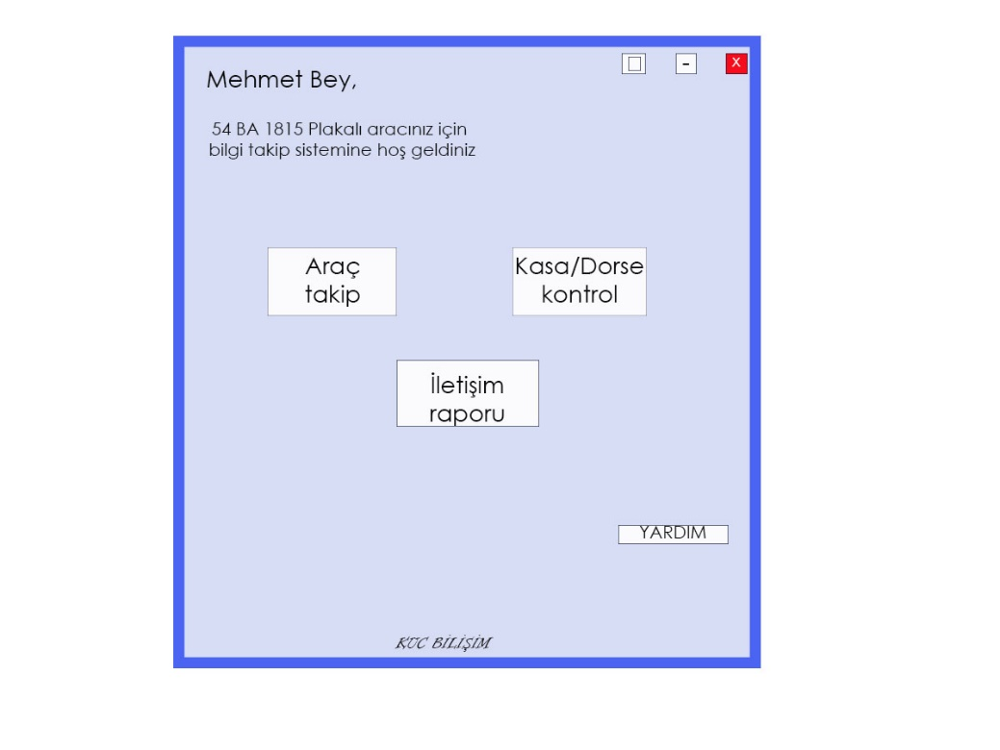 Mehmet Bey,
- X
54 BA 1815 Plakalı aracınız için
bilgi takip sistemine hoş geldiniz
Araç
takip
Kasa/Dorse
kontrol
İletişim
raporu
YARDIM
KUC BİLİŞİM